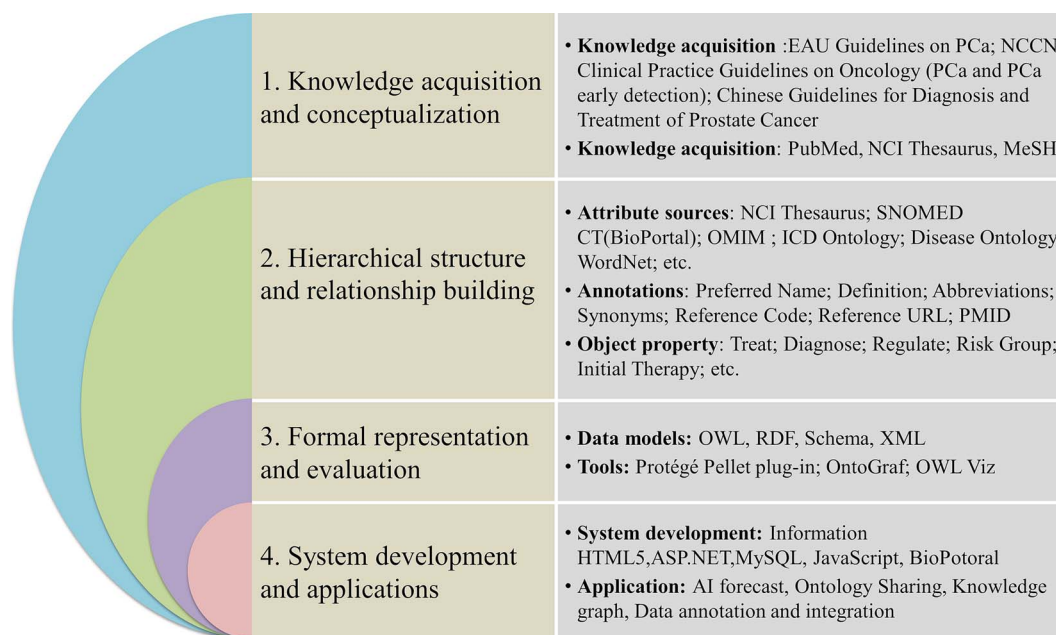 1. Knowledge acquisition
and conceptualization
• Knowledge acquisition :EAU Guidelines on PCa; NCCN
Clinical Practice Guidelines on Oncology (PCa and PCa
early detection); Chinese Guidelines for Diagnosis and
Treatment of Prostate Cancer
• Knowledge acquisition: PubMed, NCI Thesaurus, MeSH
2. Hierarchical structure
and relationship building
• Attribute sources: NCI Thesaurus; SNOMED
CT(BioPortal); OMIM ; ICD Ontology; Disease Ontology
WordNet; etc.
• Annotations: Preferred Name; Definition; Abbreviations;
Synonyms; Reference Code; Reference URL; PMID
• Object property: Treat; Diagnose; Regulate; Risk Group;
Initial Therapy; etc.
3. Formal representation
and evaluation
• Data models: OWL, RDF, Schema, XML
• Tools: Protégé Pellet plug-in; OntoGraf; OWL Viz
4. System development
and applications
• System development: Information
HTML5,ASP.NET,MySQL, JavaScript, BioPotoral
• Application: AI forecast, Ontology Sharing, Knowledge
graph, Data annotation and integration